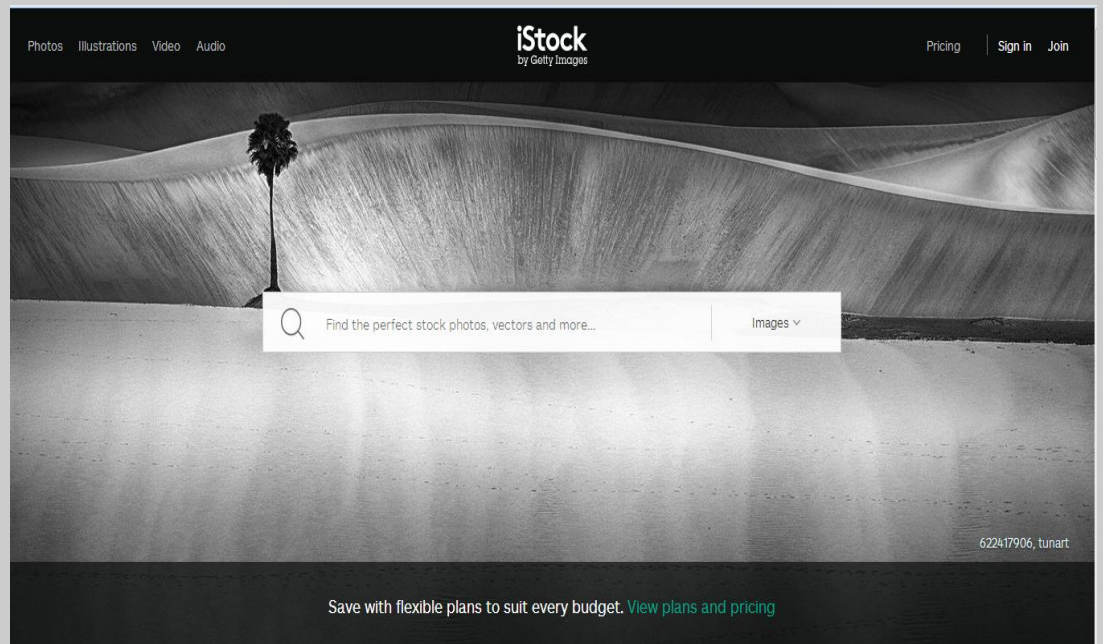 Photos Illustrations Video Audio
iStock
by Getty Images
Pricing Sign in Join
Find the perfect stock photos, vectors and more...
Images
622417906, tunart
Save with flexible plans to suit every budget. View plans and pricing